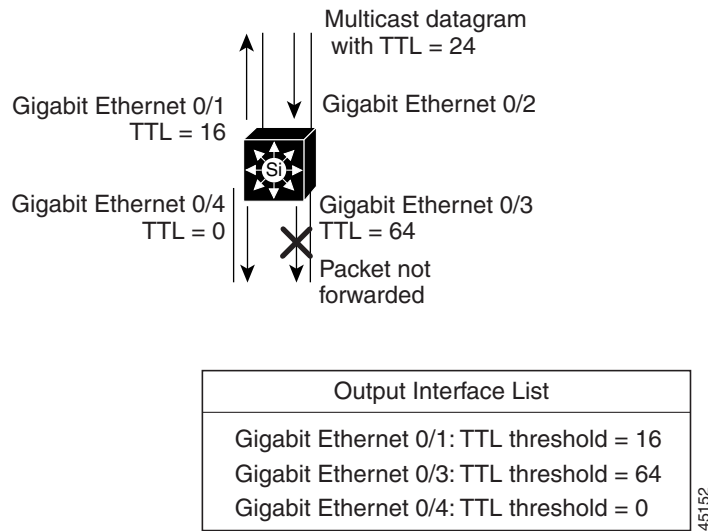 Multicast datagram
with TTL = 24
Gigabit Ethernet 0/1
TTL = 16
Gigabit Ethernet 0/2
Si
Gigabit Ethernet 0/4
TTL = 0
Gigabit Ethernet 0/3
TTL = 64
Packet not
forwarded
Output Interface List
Gigabit Ethernet 0/1: TTL threshold = 16
Gigabit Ethernet 0/3: TTL threshold = 64
Gigabit Ethernet 0/4: TTL threshold = 0
45152